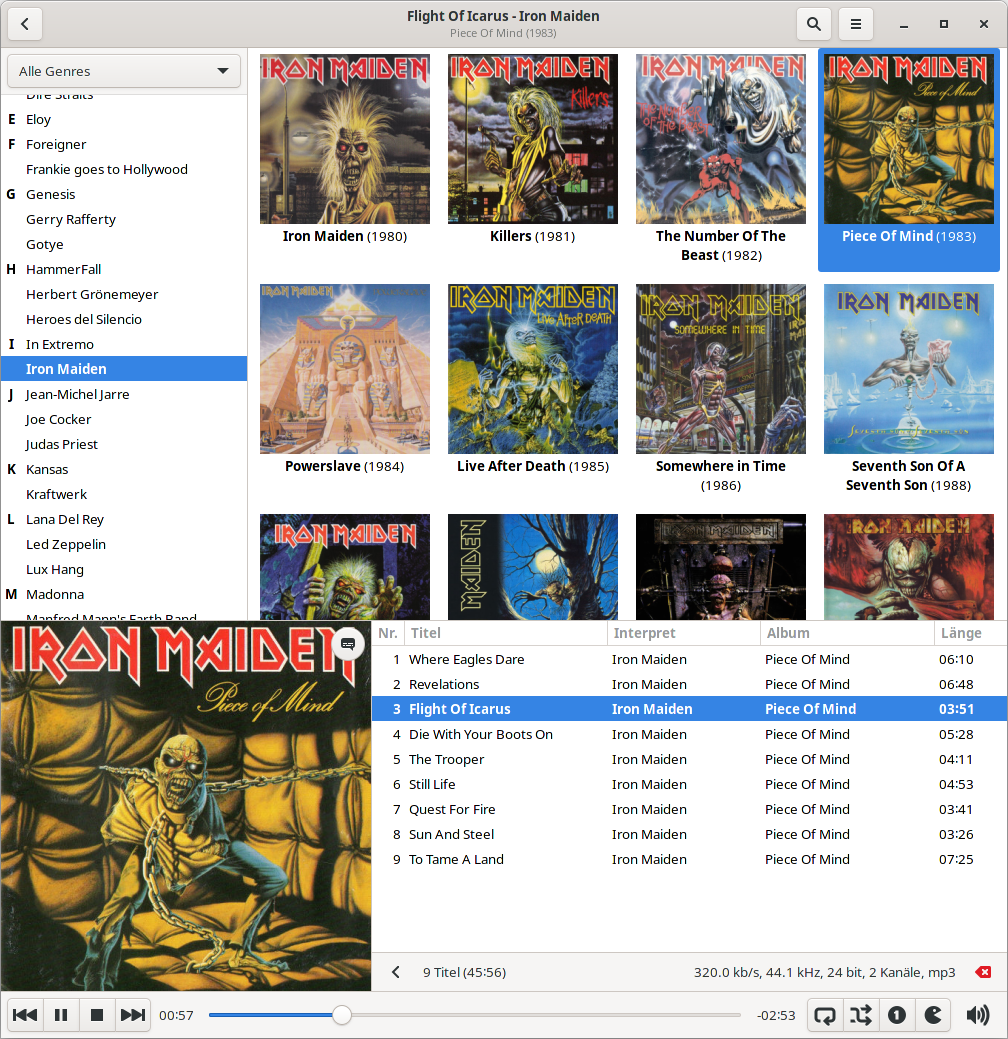 Flight Of Icarus - Iron Maiden
Piece Of Mind (1983)
Alle Genres
Dire Straits
E Eloy
F Foreigner
Frankie goes to Hollywood
G Genesis
Gerry Rafferty
Gotye
H HammerFall
Herbert Grönemeyer
Heroes del Silencio
I In Extremo
Iron Maiden
J Jean-Michel Jarre
Joe Cocker
Judas Priest
K Kansas
Kraftwerk
L Lana Del Rey
Led Zeppelin
Lux Hang
M Madonna
Manfred Mann's Earth Band
IRON MAIDEN
Iron Maiden (1980)
IRON MAIDEN
Killers
Killers (1981)
IRON MAIDEN
THE NUMBER
OF THE BEAST
The Number Of The
Beast (1982)
IRON MAIDEN
Piece of Mind
Piece Of Mind (1983)
IRON MAIDEN
Powerslave (1984)
IRON MAIDEN
LIVE AFTER DEATH
Live After Death (1985)
IRON MAIDEN
SOMEWHERE IN TIME
Somewhere in Time
(1986)
IRON MAIDEN
SEVENTH SON OF A SEVENTH SON
Seventh Son Of A
Seventh Son (1988)
IRON MAIDEN
MAIDEN
IRON MAIDEN
IRON MAIDEN
IRON MAIDEN
Piece of Mind
Nr. Titel Interpret Album Länge
1 Where Eagles Dare Iron Maiden Piece Of Mind 06:10
2 Revelations Iron Maiden Piece Of Mind 06:48
3 Flight Of Icarus Iron Maiden Piece Of Mind 03:51
4 Die With Your Boots On Iron Maiden Piece Of Mind 05:28
5 The Trooper Iron Maiden Piece Of Mind 04:11
6 Still Life Iron Maiden Piece Of Mind 04:53
7 Quest For Fire Iron Maiden Piece Of Mind 03:41
8 Sun And Steel Iron Maiden Piece Of Mind 03:26
9 To Tame A Land Iron Maiden Piece Of Mind 07:25
9 Titel (45:56)
320.0 kb/s, 44.1 kHz, 24 bit, 2 Kanäle, mp3
00:57
-02:53
1